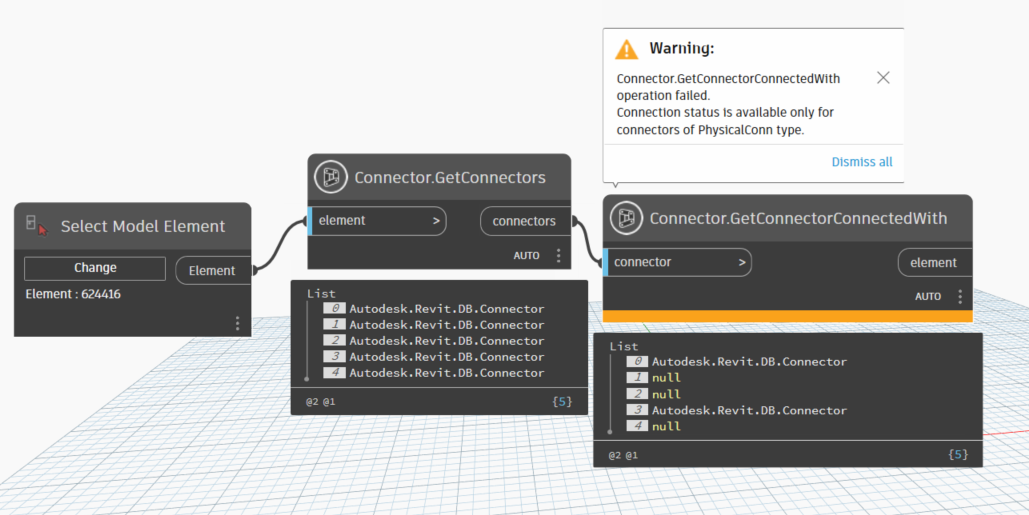 Warning:
Connector.GetConnectorConnectedWith
operation failed.
Connection status is available only for
connectors of PhysicalConn type.
Dismiss all
Select Model Element
Change
Element
Element : 624416
Connector.GetConnectors
element >
connectors
AUTO
List
0 Autodesk.Revit.DB.Connector
1 Autodesk.Revit.DB.Connector
2 Autodesk.Revit.DB.Connector
3 Autodesk.Revit.DB.Connector
4 Autodesk.Revit.DB.Connector
@2 @1 {5}
Connector.GetConnectorConnectedWith
connector >
element
AUTO
List
0 Autodesk.Revit.DB.Connector
1 null
2 null
3 Autodesk.Revit.DB.Connector
4 null
@2 @1 {5}